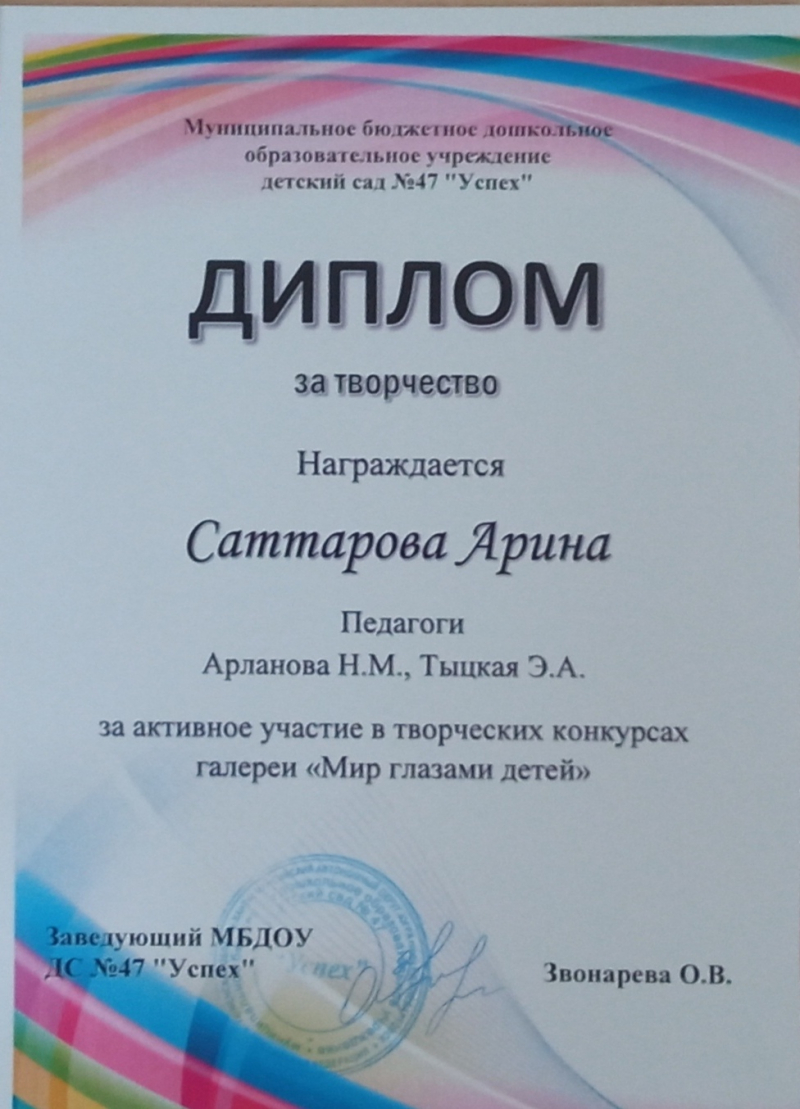 Муниципальное бюджетное дошкольное
образовательное учреждение
детский сад №47 "Успех"
ДИПЛОМ
за творчество
Награждается
Саттарова Арина
Педагоги
Арланова Н.М., Тыцкая Э.А.
за активное участие в творческих конкурсах
галереи «Мир глазами детей»
Заведующий МБДОУ
ДС №47 "Успех"
"Успех"
Звонарева О.В.